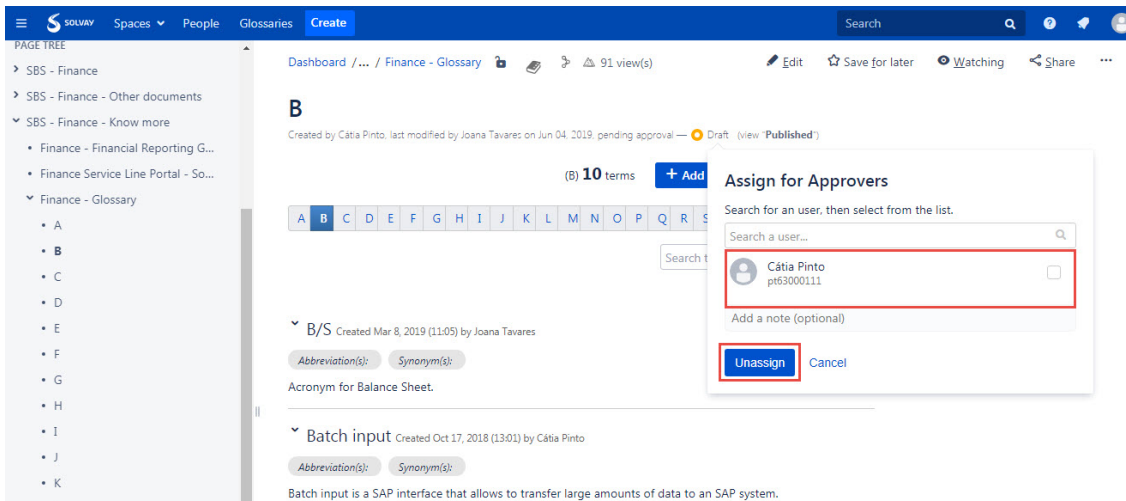 SOLVAY Spaces People Glossaries Create Search ?
PAGE TREE
SBS - Finance
SBS - Finance - Other documents
SBS - Finance - Know more
• Finance - Financial Reporting G...
• Finance Service Line Portal - So...
Finance - Glossary
• A
• B
• C
• D
• E
• F
• G
• H
• I
• J
• K
Dashboard /... / Finance - Glossary 91 view(s) Edit Save for later Watching Share ...
B
Created by Cátia Pinto, last modified by Joana Tavares on Jun 04, 2019, pending approval — Draft (view "Published")
(B) 10 terms + Add
A B C D E F G H I J K L M N O P Q R S
Search t
B/S Created Mar 8, 2019 (11:05) by Joana Tavares
Abbreviation(s): Synonym(s):
Acronym for Balance Sheet.
Batch input Created Oct 17, 2018 (13:01) by Cátia Pinto
Abbreviation(s): Synonym(s):
Batch input is a SAP interface that allows to transfer large amounts of data to an SAP system.
Assign for Approvers
Search for an user, then select from the list.
Search a user...
Cátia Pinto
pt63000111
Add a note (optional)
Unassign Cancel